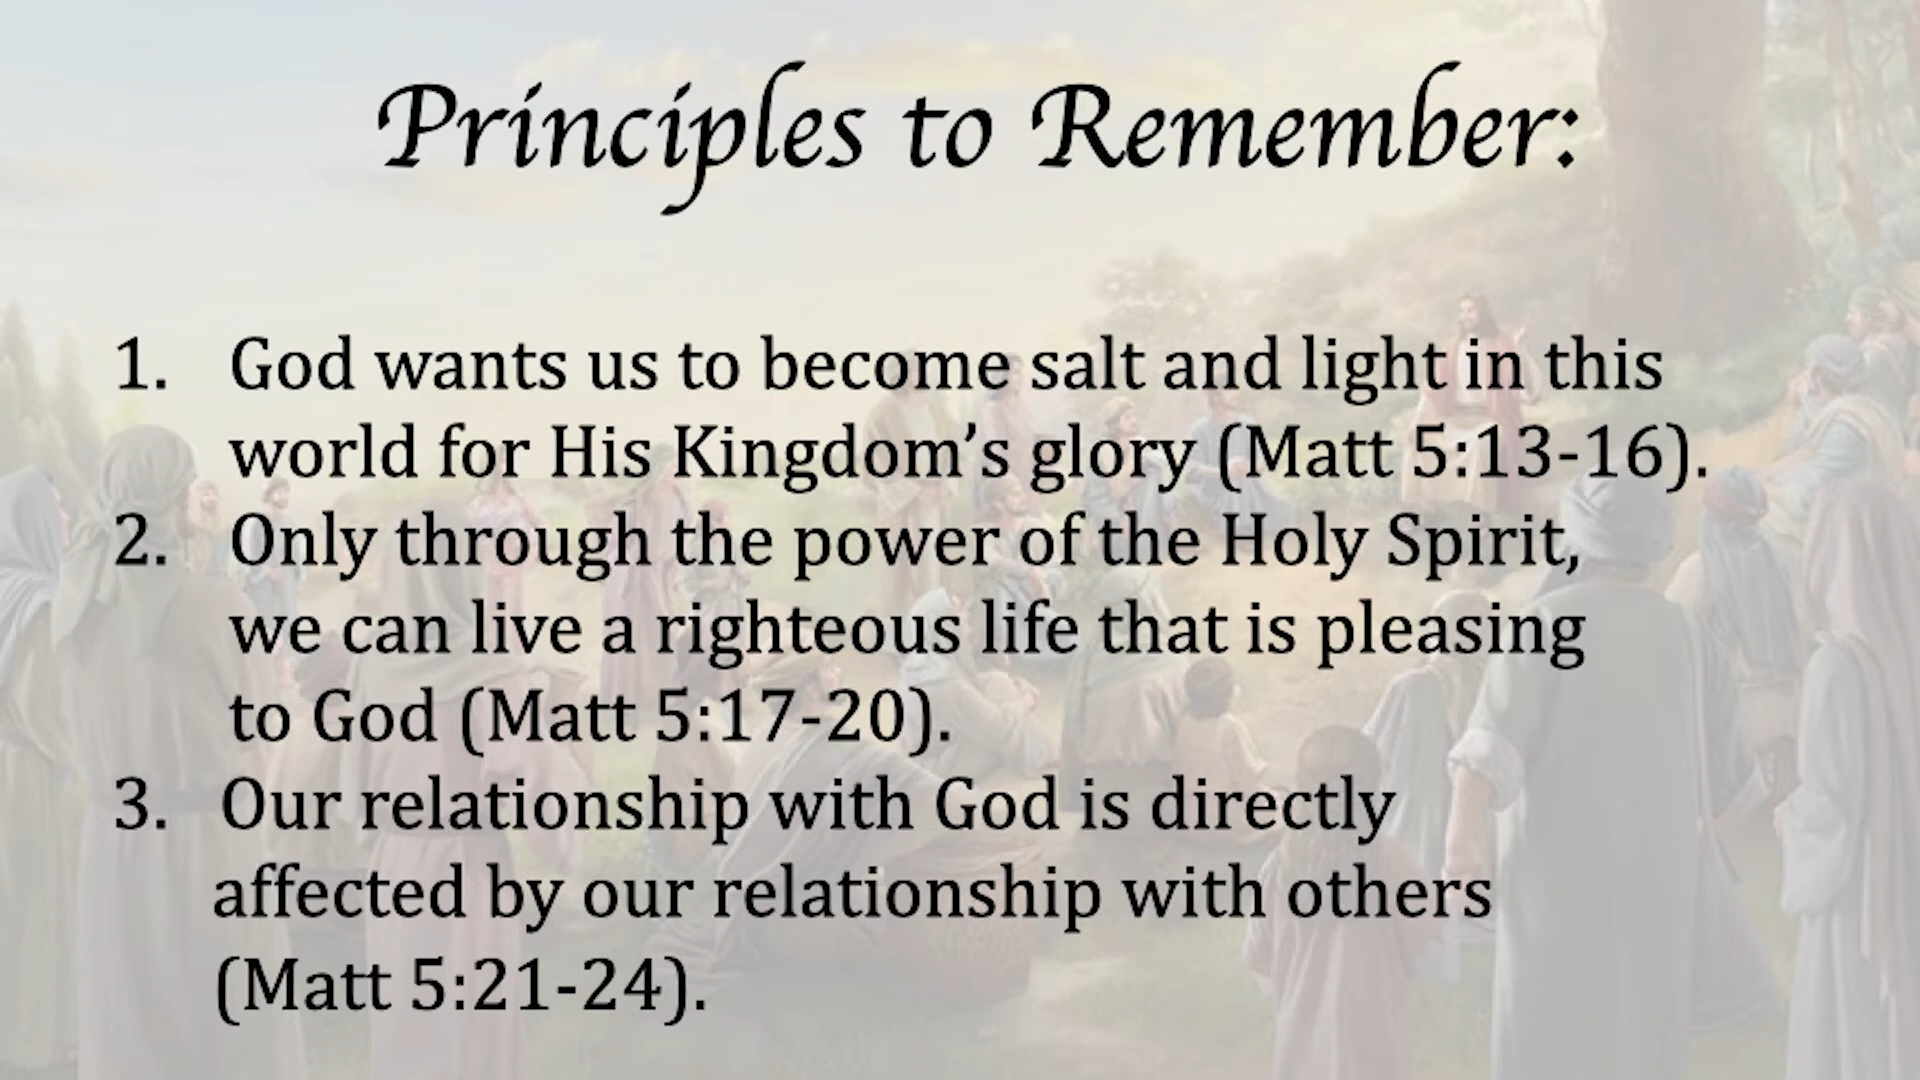 Principles to Remember:
1. God wants us to become salt and light in this
world for His Kingdom’s glory (Matt 5:13-16).
2. Only through the power of the Holy Spirit,
we can live a righteous life that is pleasing
to God (Matt 5:17-20).
3. Our relationship with God is directly
affected by our relationship with others
(Matt 5:21-24).